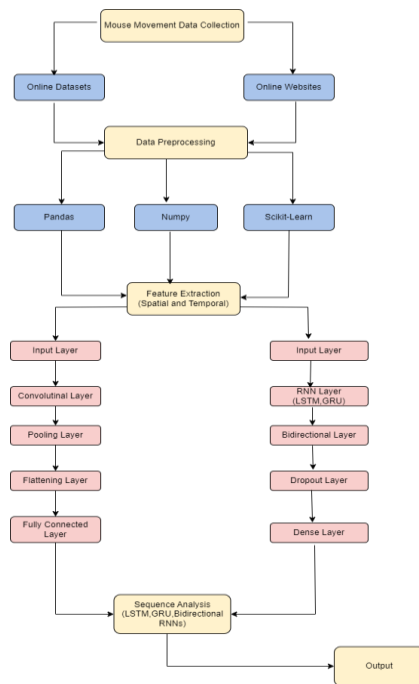 Mouse Movement Data Collection
Online Datasets
Online Websites
Data Preprocessing
Pandas
Numpy
Scikit-Learn
Feature Extraction
(Spatial and Temporal)
Input Layer
Convolutinal Layer
Pooling Layer
Flattening Layer
Fully Connected
Layer
Input Layer
RNN Layer
(LSTM,GRU)
Bidirectional Layer
Dropout Layer
Dense Layer
Sequence Analysis
(LSTM,GRU,Bidirectional
RNNs)
Output